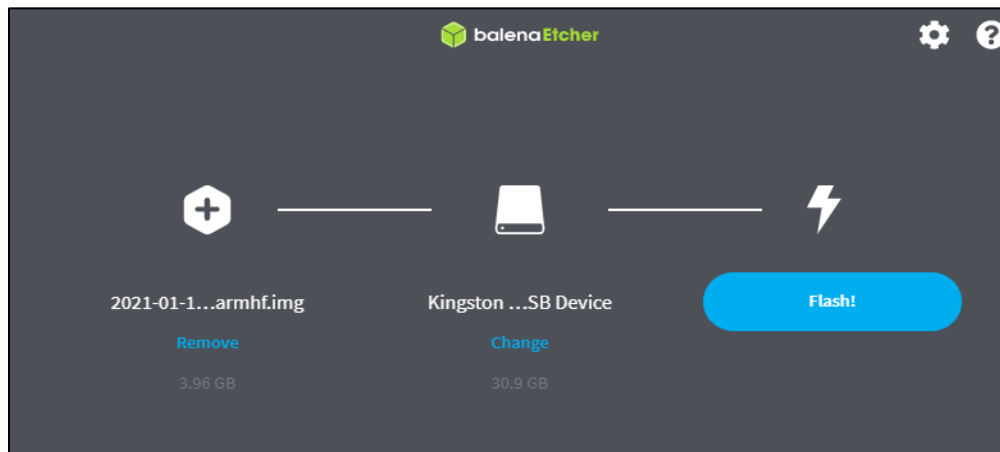 balenaEtcher
2021-01-1...armhf.img
Kingston ...SB Device
Flash!
Remove
Change
3.96 GB
30.9 GB